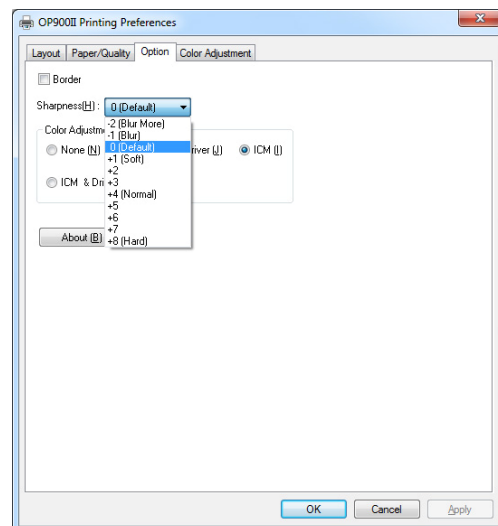 OP900II Printing Preferences
Layout Paper/Quality Option Color Adjustment
Border
Sharpness(H) : 0 (Default)
-2 (Blur More)
-1 (Blur)
0 (Default)
+1 (Soft)
+2
+3
+4 (Normal)
+5
+6
+7
+8 (Hard)
Color Adjustm
None (N) river (J) ICM (I)
ICM & Dri
About (B)
OK Cancel Apply